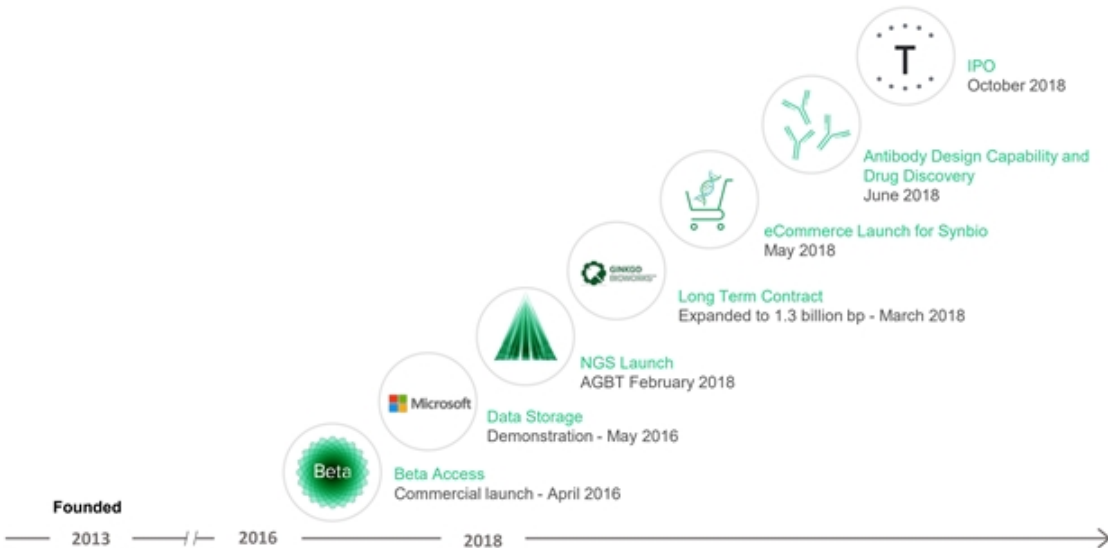 T
IPO
October 2018
Antibody Design Capability and
Drug Discovery
June 2018
eCommerce Launch for Synbio
May 2018
GINKGO
BIOWORKS™
Long Term Contract
Expanded to 1.3 billion bp - March 2018
NGS Launch
AGBT February 2018
Microsoft
Data Storage
Demonstration - May 2016
Beta
Beta Access
Commercial launch - April 2016
Founded
2013
2016
2018